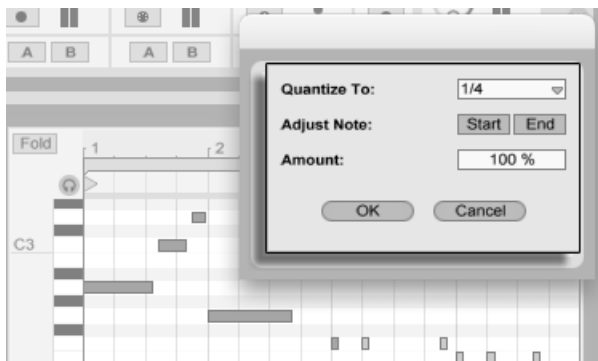 A B A B
Quantize To: 1/4
Adjust Note: Start End
Amount: 100 %
Fold 1 2
OK Cancel
C3